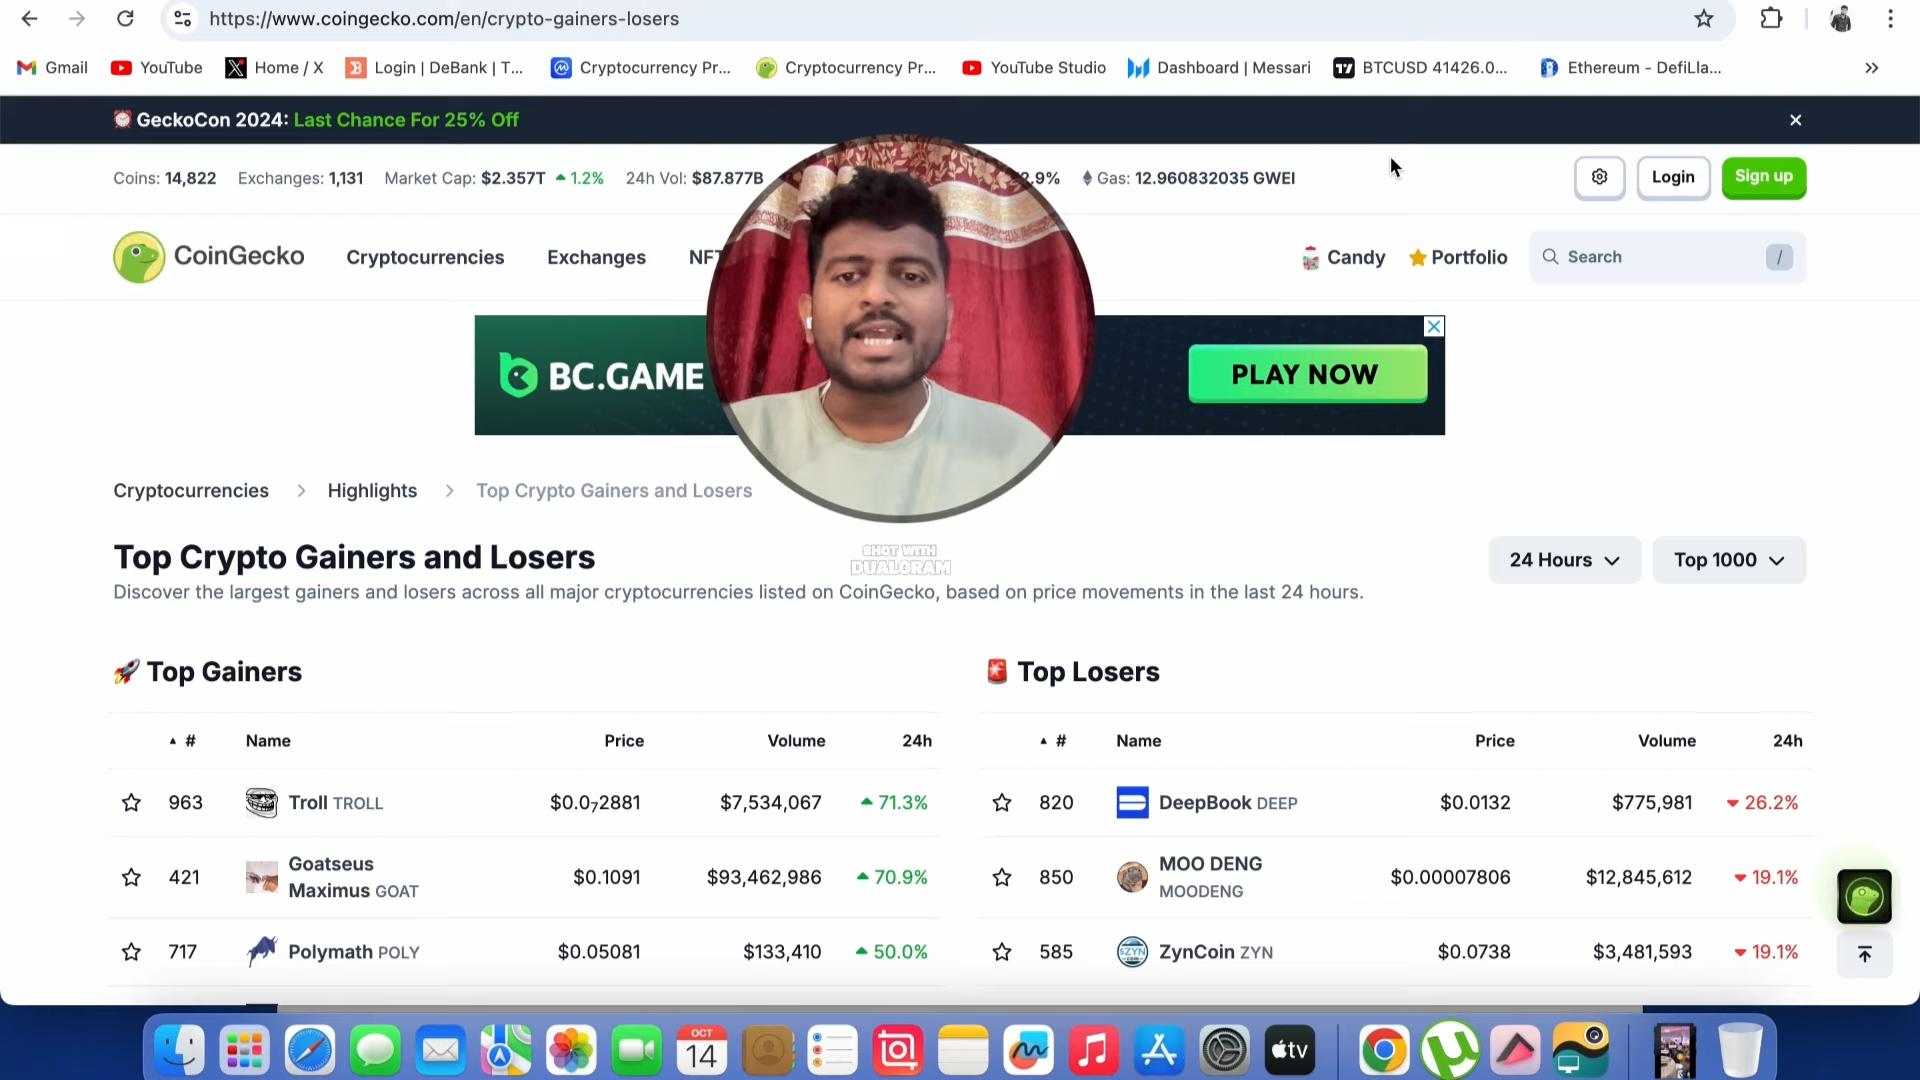 https://www.coingecko.com/en/crypto-gainers-losers
Gmail YouTube Home / X Login | DeBank | T... Cryptocurrency Pr... Cryptocurrency Pr... YouTube Studio Dashboard | Messari BTCUSD 41426.0... Ethereum - DefiLla...
GeckoCon 2024: Last Chance For 25% Off
Coins: 14,822 Exchanges: 1,131 Market Cap: $2.357T 1.2% 24h Vol: $87.877B .9% Gas: 12.960832035 GWEI
Login Sign up
CoinGecko Cryptocurrencies Exchanges NFT Candy Portfolio Search /
BC.GAME PLAY NOW
Cryptocurrencies > Highlights > Top Crypto Gainers and Losers
SHOT WITH
DUALGRAM
Top Crypto Gainers and Losers 24 Hours Top 1000
Discover the largest gainers and losers across all major cryptocurrencies listed on CoinGecko, based on price movements in the last 24 hours.
Top Gainers
# Name Price Volume 24h
963 Troll TROLL $0.0₇2881 $7,534,067 71.3%
421 Goatseus Maximus GOAT $0.1091 $93,462,986 70.9%
717 Polymath POLY $0.05081 $133,410 50.0%
Top Losers
# Name Price Volume 24h
820 DeepBook DEEP $0.0132 $775,981 26.2%
850 MOO DENG MOODENG $0.00007806 $12,845,612 19.1%
585 ZynCoin ZYN $0.0738 $3,481,593 19.1%
OCT
14
tv